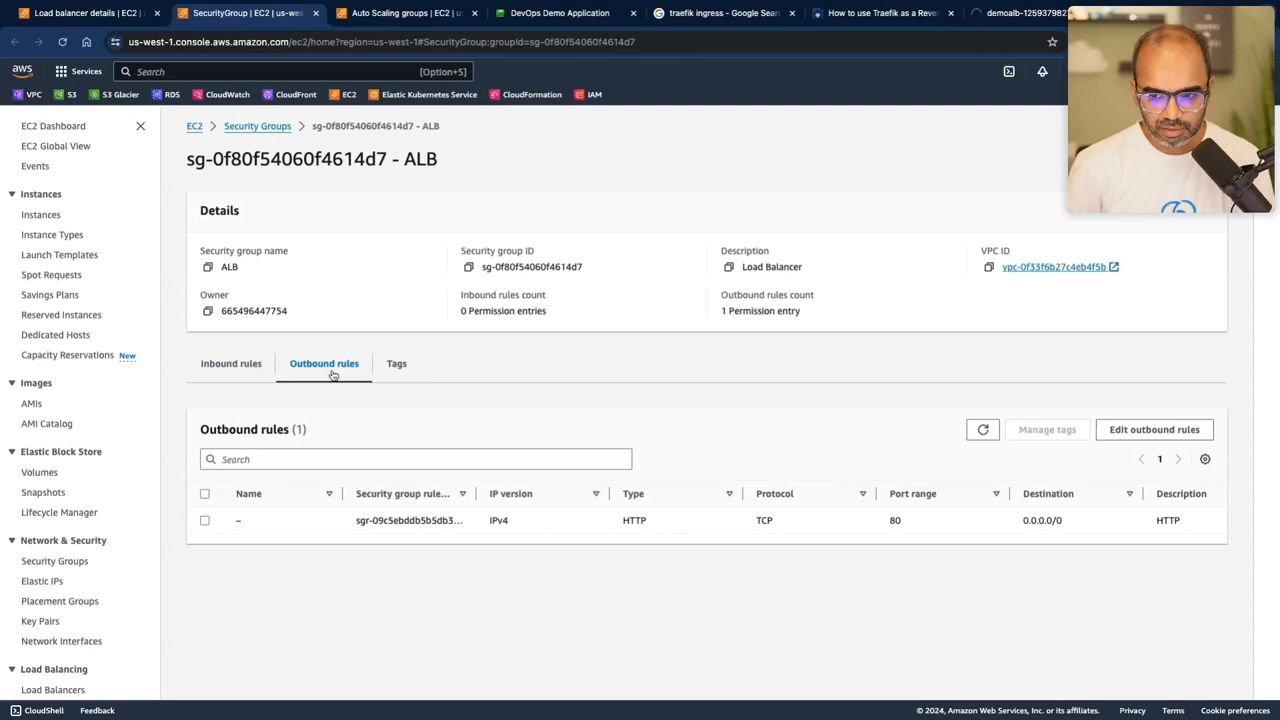 Load balancer details | EC2 | us
SecurityGroup | EC2 | us-wes
Auto Scaling groups | EC2 | us
DevOps Demo Application
traefik ingress - Google Sear
How to use Traefik as a Rever
demoalb-1259379821
us-west-1.console.aws.amazon.com/ec2/home?region=us-west-1#SecurityGroup:groupId=sg-0f80f54060f4614d7
aws Services Search [Option+S]
VPC S3 S3 Glacier RDS CloudWatch CloudFront EC2 Elastic Kubernetes Service CloudFormation IAM
EC2 Dashboard
EC2 Global View
Events
Instances
Instances
Instance Types
Launch Templates
Spot Requests
Savings Plans
Reserved Instances
Dedicated Hosts
Capacity Reservations New
Images
AMIs
AMI Catalog
Elastic Block Store
Volumes
Snapshots
Lifecycle Manager
Network & Security
Security Groups
Elastic IPs
Placement Groups
Key Pairs
Network Interfaces
Load Balancing
Load Balancers
EC2 Security Groups sg-0f80f54060f4614d7 - ALB
sg-0f80f54060f4614d7 - ALB
Details
Security group name
ALB
Security group ID
sg-0f80f54060f4614d7
Description
Load Balancer
VPC ID
vpc-0f33f6b27c4eb4f5b
Owner
665496447754
Inbound rules count
0 Permission entries
Outbound rules count
1 Permission entry
Inbound rules Outbound rules Tags
Outbound rules (1)
Manage tags Edit outbound rules
Search
1
Name Security group rule... IP version Type Protocol Port range Destination Description
– sgr-09c5ebddb5b5db3... IPv4 HTTP TCP 80 0.0.0.0/0 HTTP
CloudShell Feedback © 2024, Amazon Web Services, Inc. or its affiliates. Privacy Terms Cookie preferences